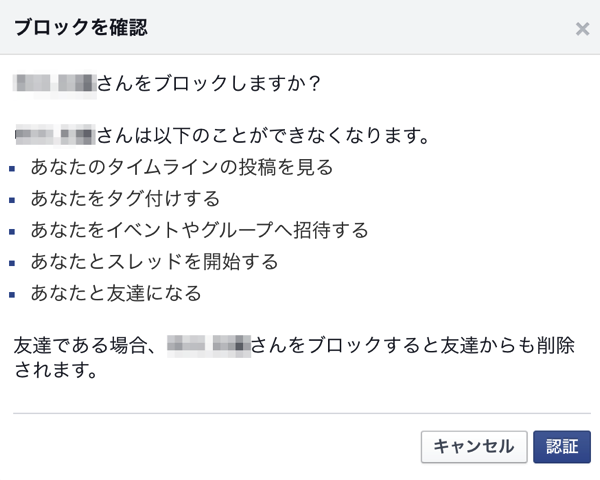 ブロックを確認
さんをブロックしますか？
さんは以下のことができなくなります。
あなたのタイムラインの投稿を見る
あなたをタグ付けする
あなたをイベントやグループへ招待する
あなたとスレッドを開始する
あなたと友達になる
友達である場合、さんをブロックすると友達からも削除
されます。
キャンセル 認証